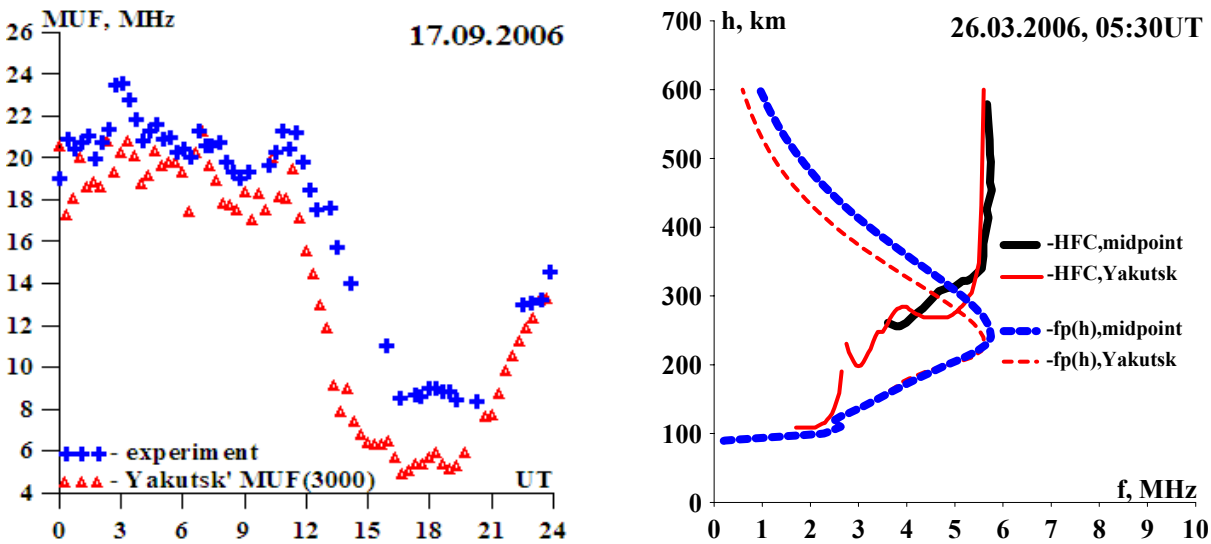 MUF, MHz
17.09.2006
26
24
22
20
18
16
14
12
10
8
6
4
- experiment
- Yakutsk' MUF(3000)
UT
0 3 6 9 12 15 18 21 24
h, km
26.03.2006, 05:30UT
700
600
500
400
300
200
100
0
-HFC,midpoint
-HFC,Yakutsk
-fp(h),midpoint
-fp(h),Yakutsk
f, MHz
0 1 2 3 4 5 6 7 8 9 10